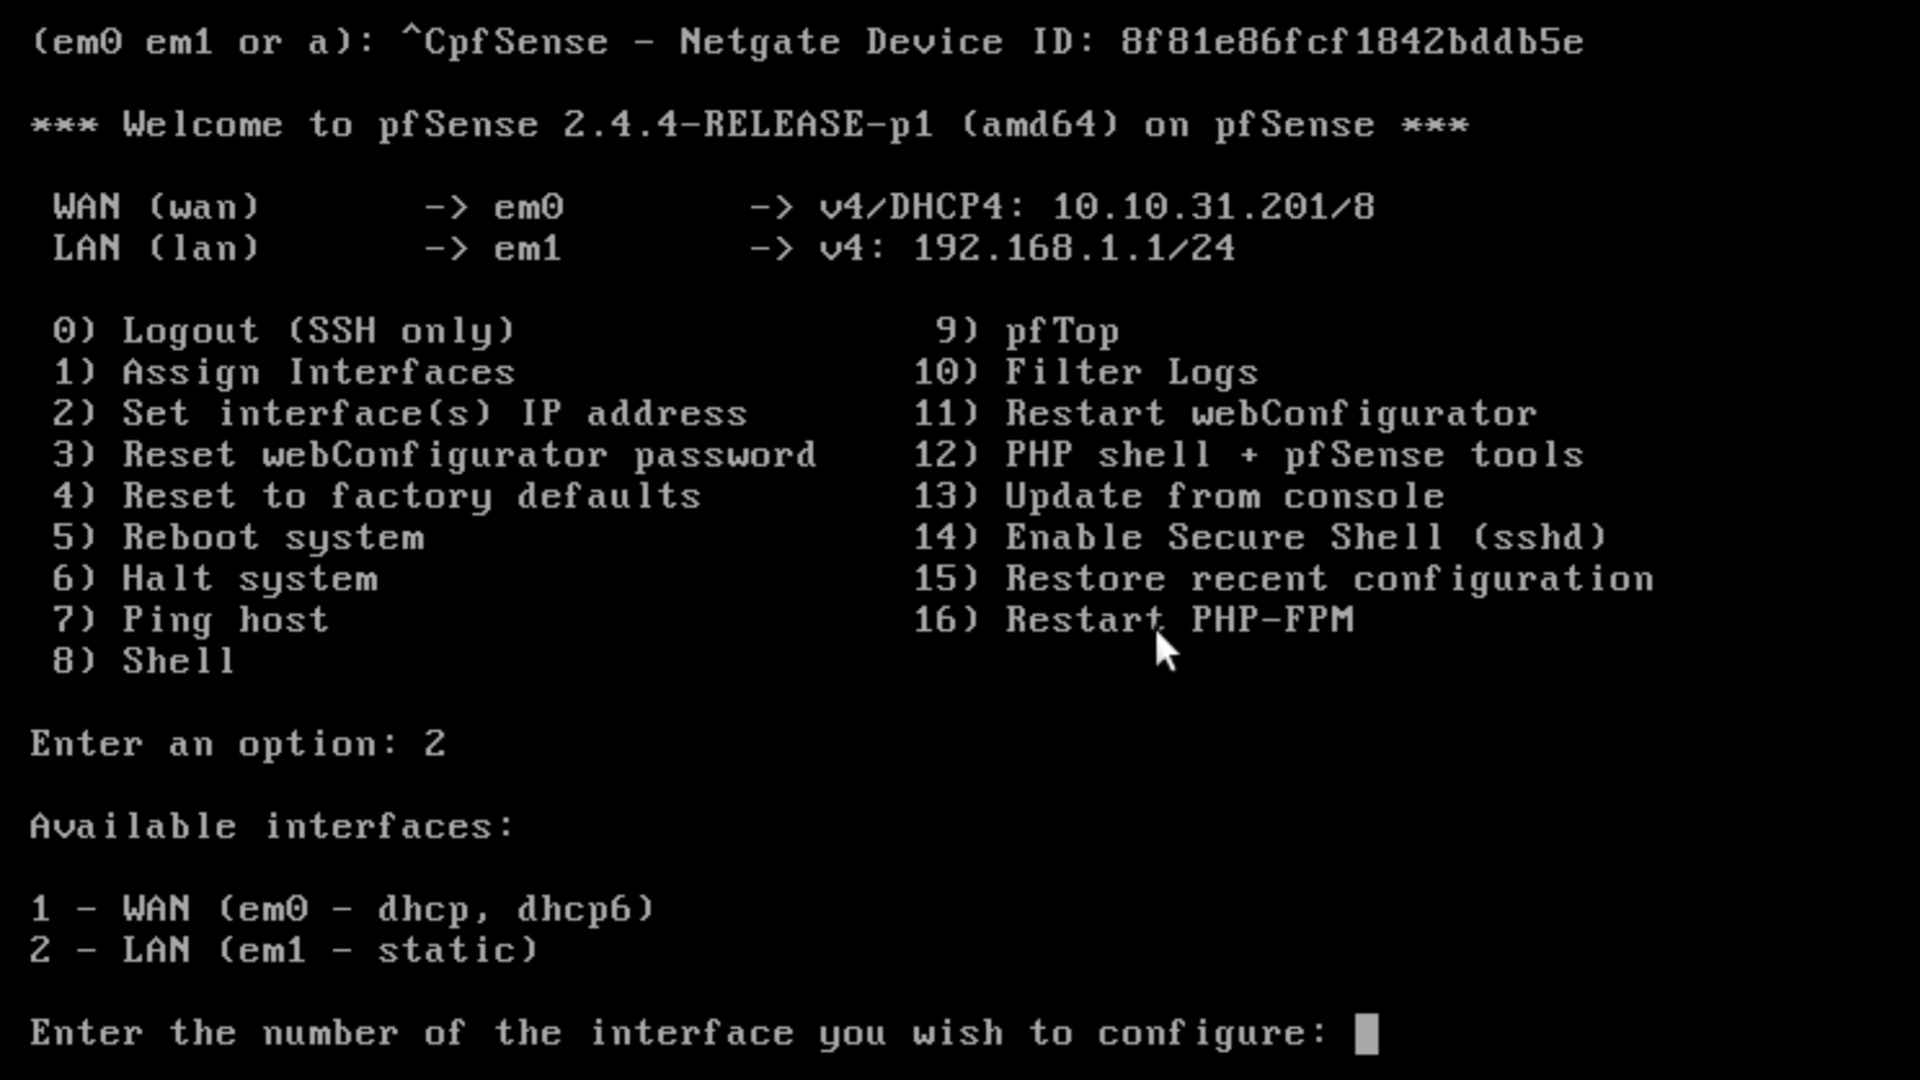 (em0 em1 or a): ^CpfSense - Netgate Device ID: 8f81e86fcf1842bddb5e
*** Welcome to pfSense 2.4.4-RELEASE-p1 (amd64) on pfSense ***
WAN (wan)       -> em0        -> v4/DHCP4: 10.10.31.201/8
LAN (lan)       -> em1        -> v4: 192.168.1.1/24
0) Logout (SSH only)                  9) pfTop
1) Assign Interfaces                 10) Filter Logs
2) Set interface(s) IP address       11) Restart webConfigurator
3) Reset webConfigurator password    12) PHP shell + pfSense tools
4) Reset to factory defaults         13) Update from console
5) Reboot system                     14) Enable Secure Shell (sshd)
6) Halt system                       15) Restore recent configuration
7) Ping host                         16) Restart PHP-FPM
8) Shell
Enter an option: 2
Available interfaces:
1 - WAN (em0 - dhcp, dhcp6)
2 - LAN (em1 - static)
Enter the number of the interface you wish to configure: